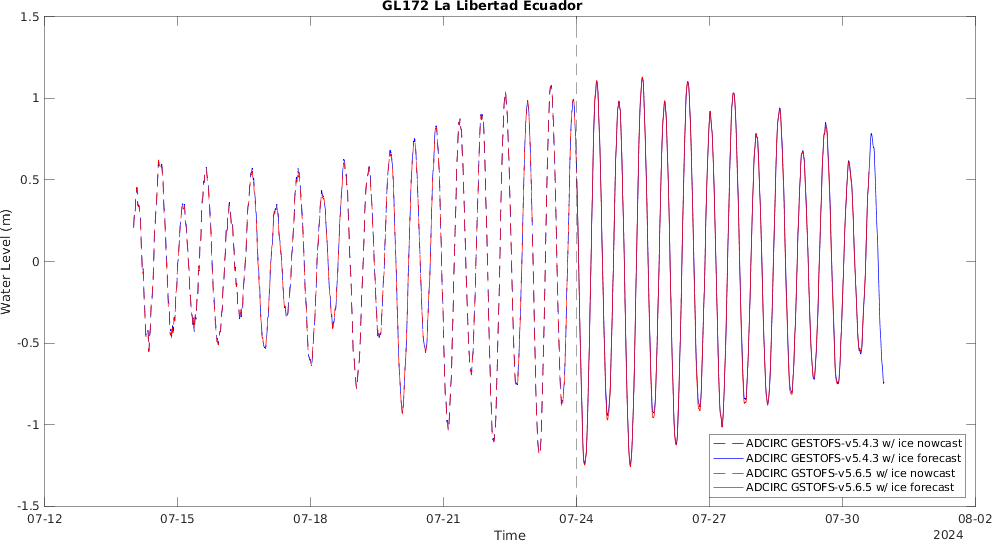 GL172 La Libertad Ecuador
1.5
1
0.5
0
-0.5
-1
-1.5
Water Level (m)
ADCIRC GESTOFS-v5.4.3 w/ ice nowcast
ADCIRC GESTOFS-v5.4.3 w/ ice forecast
ADCIRC GSTOFS-v5.6.5 w/ ice nowcast
ADCIRC GSTOFS-v5.6.5 w/ ice forecast
07-12 07-15 07-18 07-21 07-24 07-27 07-30 08-02
Time
2024